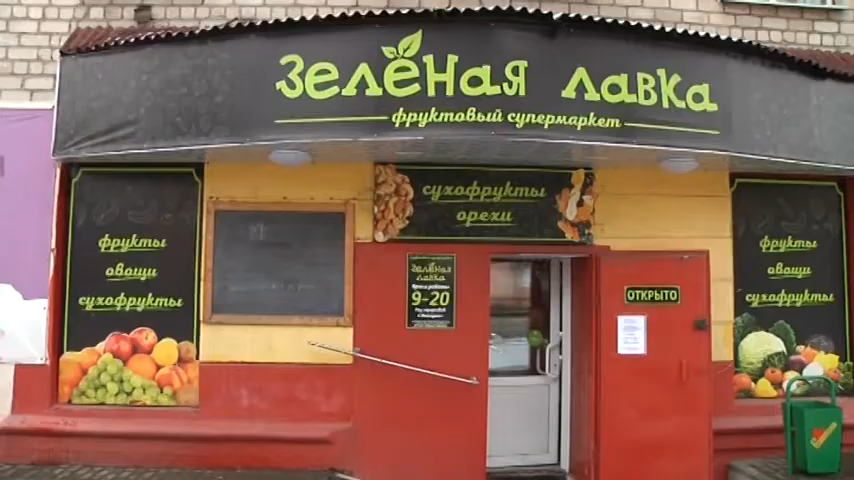 Зелёная Лавка
фруктовый супермаркет
сухофрукты
орехи
фрукты
овощи
сухофрукты
Зелёная
Лавка
9-20
ОТКРЫТО
фрукты
овощи
сухофрукты